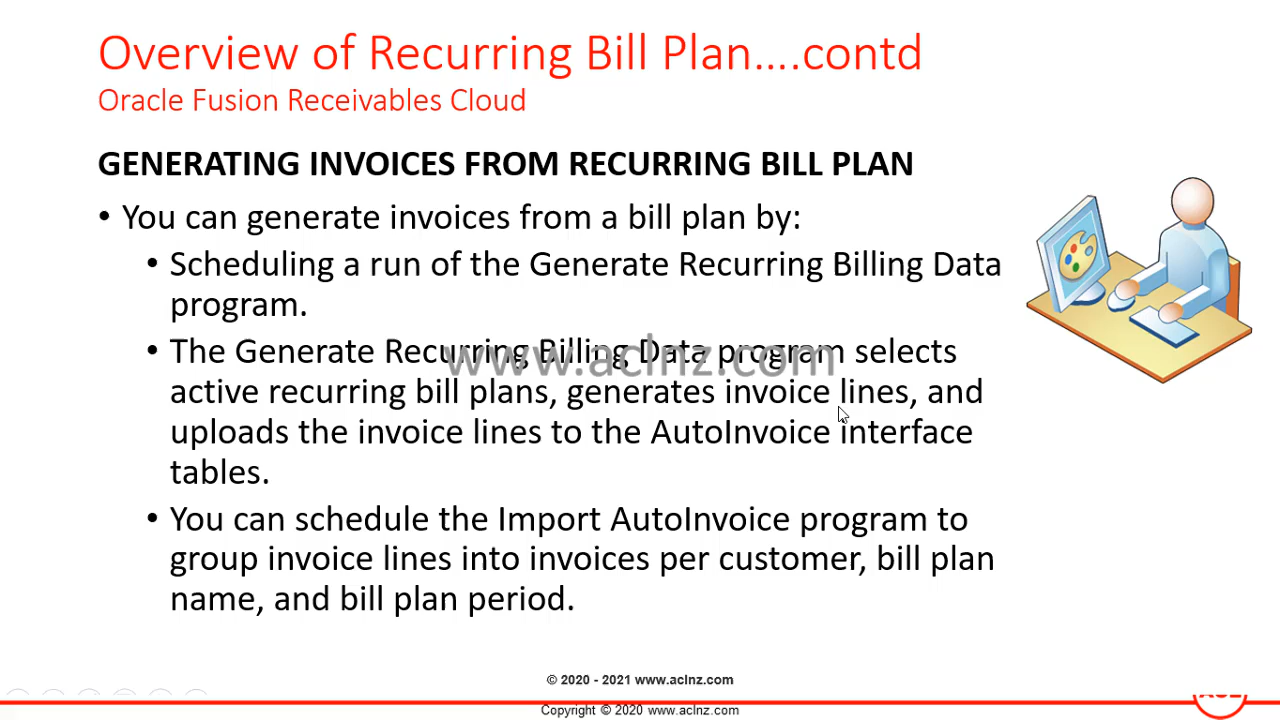 Overview of Recurring Bill Plan....contd
Oracle Fusion Receivables Cloud
GENERATING INVOICES FROM RECURRING BILL PLAN
• You can generate invoices from a bill plan by:
• Scheduling a run of the Generate Recurring Billing Data
program.
• The Generate Recurring Billing Data program selects
www.aclnz.com
active recurring bill plans, generates invoice lines, and
uploads the invoice lines to the AutoInvoice interface
tables.
• You can schedule the Import AutoInvoice program to
group invoice lines into invoices per customer, bill plan
name, and bill plan period.
© 2020 - 2021 www.aclnz.com
Copyright © 2020 www.aclnz.com